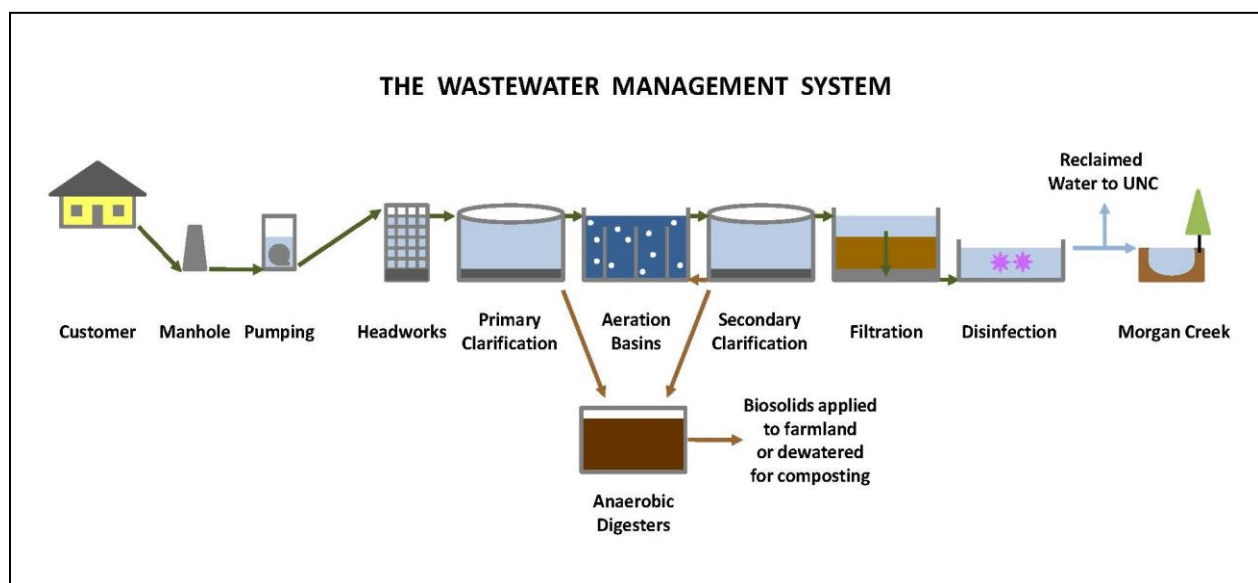 THE WASTEWATER MANAGEMENT SYSTEM
Reclaimed
Water to UNC
Customer
Manhole
Pumping
Headworks
Primary
Clarification
Aeration
Basins
Secondary
Clarification
Filtration
Disinfection
Morgan Creek
Anaerobic
Digesters
Biosolids applied
to farmland
or dewatered
for composting